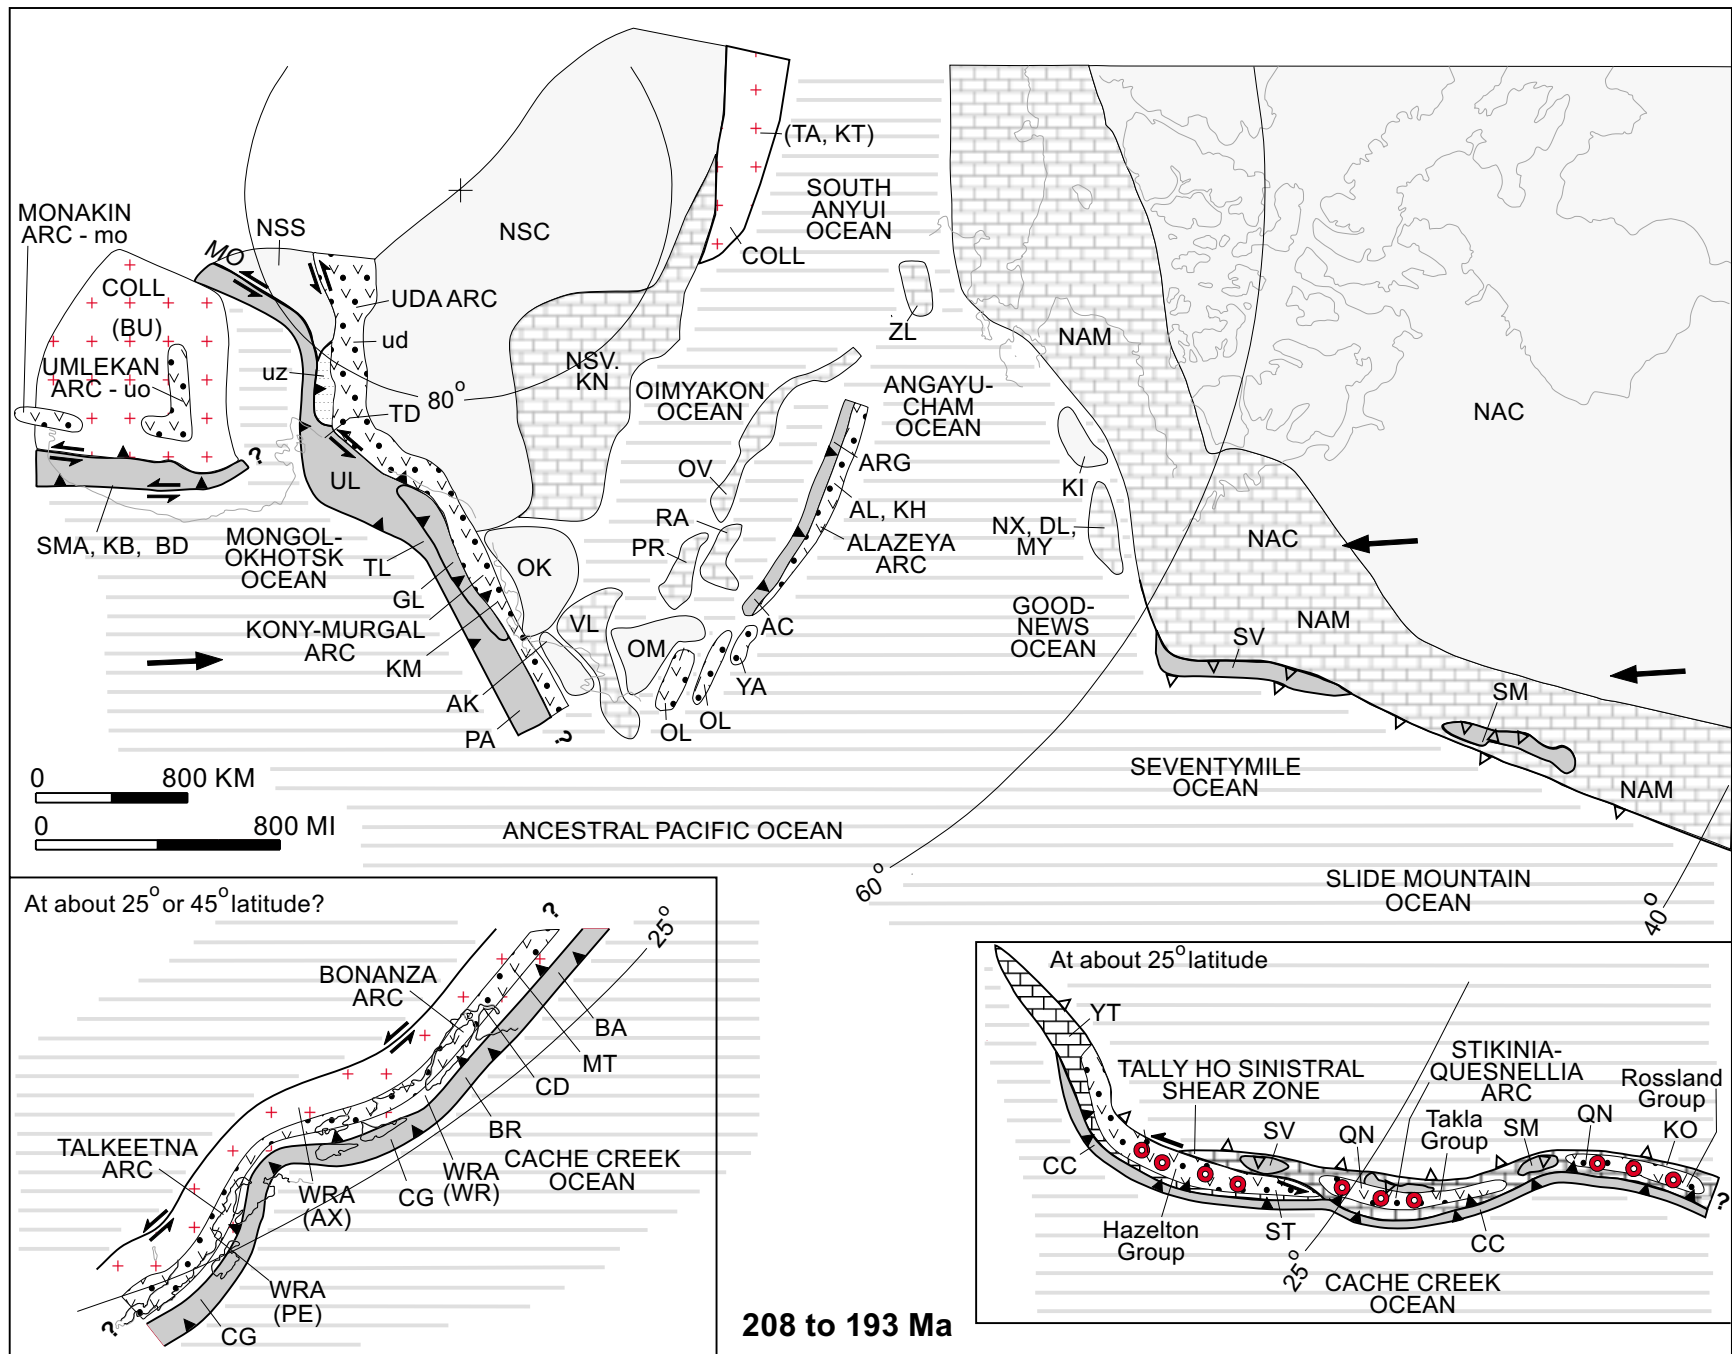 (TA, KT)
SOUTH
ANYUI
OCEAN
MONAKIN
ARC - mo
NSS
NSC
MO
COLL
COLL
(BU)
UDA ARC
ud
UMLEKAN
ARC - uo
uz
80°
TD
NSV.
KN
OIMYAKON
OCEAN
ZL
ANGAYU-
CHAM
OCEAN
NAM
NAC
?
UL
OV
ARG
KI
SMA, KB, BD
MONGOL-
OKHOTSK
OCEAN
RA
PR
AL, KH
ALAZEYA
ARC
NX, DL,
MY
NAC
TL
OK
GL
KONY-MURGAL
ARC
VL
AC
GOOD-
NEWS
OCEAN
NAM
SV
KM
OM
AK
YA
SM
PA
?
OL
OL
0 800 KM
0 800 MI
SEVENTYMILE
OCEAN
NAM
ANCESTRAL PACIFIC OCEAN
60°
SLIDE MOUNTAIN
OCEAN
40°
At about 25° or 45° latitude?
?
25°
BONANZA
ARC
BA
MT
CD
BR
TALKEETNA
ARC
WRA
(AX)
CG
WRA
(WR)
CACHE CREEK
OCEAN
WRA
(PE)
?
CG
208 to 193 Ma
At about 25° latitude
YT
TALLY HO SINISTRAL
SHEAR ZONE
STIKINIA-
QUESNELLIA
ARC
Rossland
Group
CC
SV
QN
Takla
Group
SM
QN
KO
Hazelton
Group
ST
25°
CC
?
CACHE CREEK
OCEAN